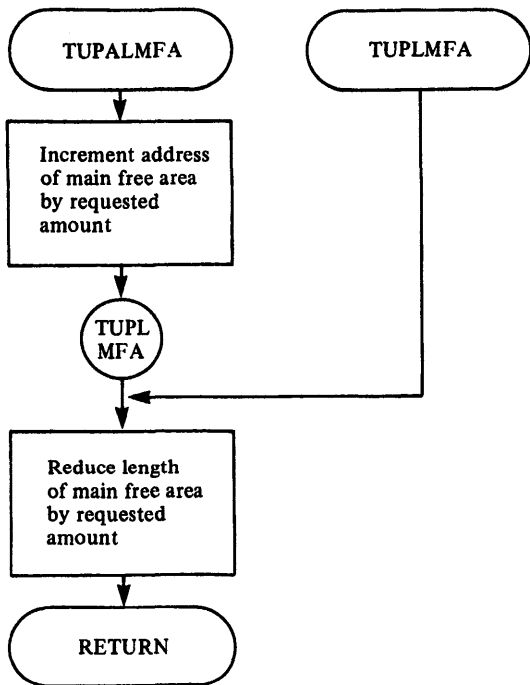 TUPALMFA
TUPLMFA
Increment address
of main free area
by requested
amount
TUPL
MFA
Reduce length
of main free area
by requested
amount
RETURN